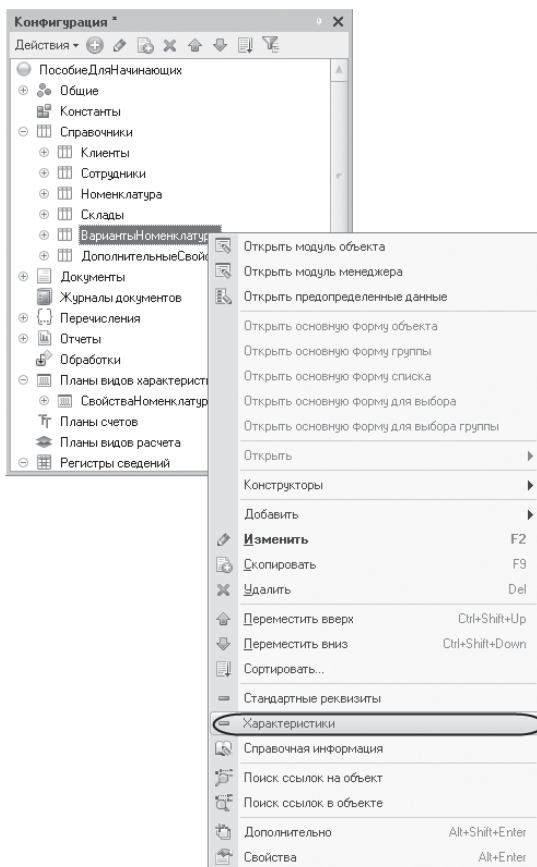 Конфигурация *
Действия
ПособиеДляНачинающих
Общие
Константы
Справочники
Клиенты
Сотрудники
Номенклатура
Склады
ВариантыНоменклатур
ДополнительныеСвой
Документы
Журналы документов
Перечисления
Отчеты
Обработки
Планы видов характерист
СвойстваНоменклатур
Планы счетов
Планы видов расчета
Регистры сведений
Открыть модуль объекта
Открыть модуль менеджера
Открыть предопределенные данные
Открыть основную форму объекта
Открыть основную форму группы
Открыть основную форму списка
Открыть основную форму для выбора
Открыть основную форму для выбора группы
Открыть
Конструкторы
Добавить
Изменить F2
Скопировать F9
Удалить Del
Переместить вверх Ctrl+Shift+Up
Переместить вниз Ctrl+Shift+Down
Сортировать...
Стандартные реквизиты
Характеристики
Справочная информация
Поиск ссылок на объект
Поиск ссылок в объекте
Дополнительно Alt+Shift+Enter
Свойства Alt+Enter